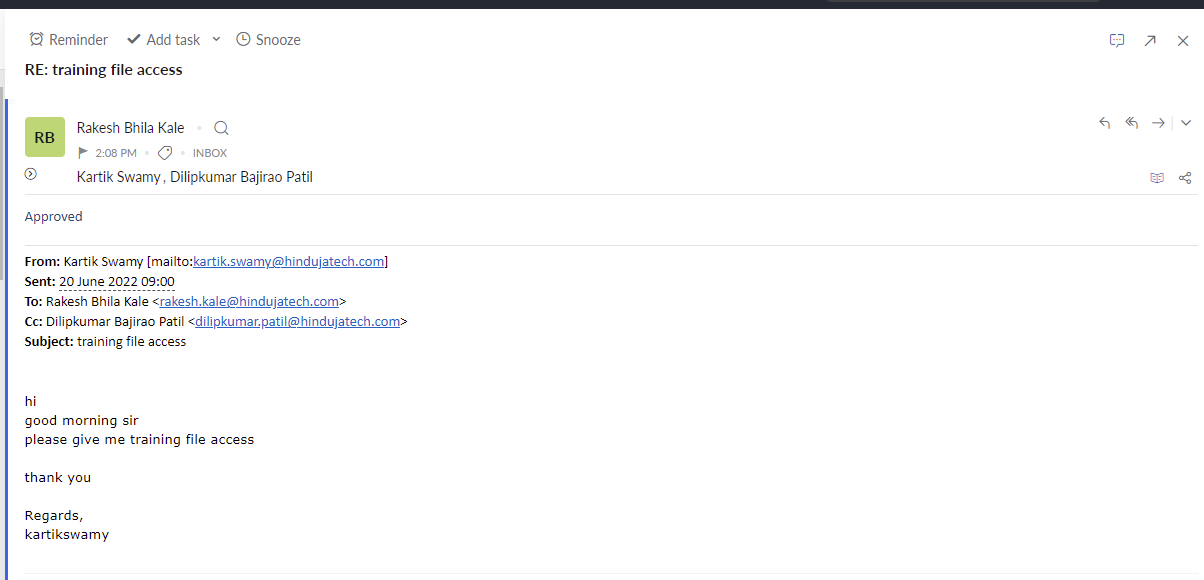 Reminder Add task Snooze
RE: training file access
RB
Rakesh Bhila Kale
2:08 PM INBOX
Kartik Swamy , Dilipkumar Bajirao Patil
Approved
From: Kartik Swamy [mailto:kartik.swamy@hindujatech.com]
Sent: 20 June 2022 09:00
To: Rakesh Bhila Kale <rakesh.kale@hindujatech.com>
Cc: Dilipkumar Bajirao Patil <dilipkumar.patil@hindujatech.com>
Subject: training file access
hi
good morning sir
please give me training file access
thank you
Regards,
kartikswamy